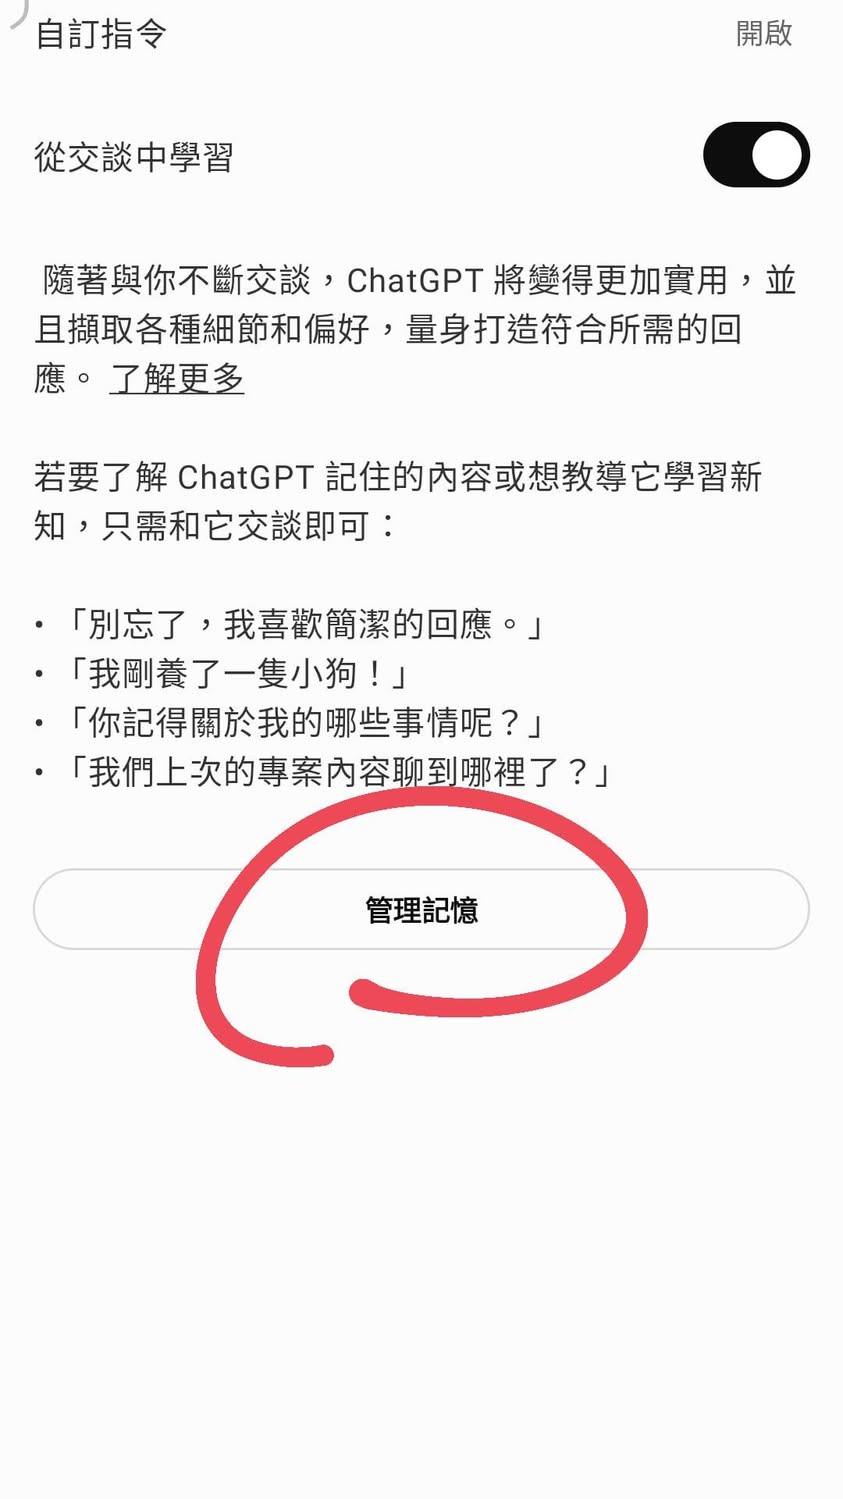 自訂指令
開啟
從交談中學習
隨著與你不斷交談，ChatGPT 將變得更加實用，並
且擷取各種細節和偏好，量身打造符合所需的回
應。 了解更多
若要了解 ChatGPT 記住的內容或想教導它學習新
知，只需和它交談即可：
• 「別忘了，我喜歡簡潔的回應。」
• 「我剛養了一隻小狗！」
• 「你記得關於我的哪些事情呢？」
• 「我們上次的專案內容聊到哪裡了？」
管理記憶